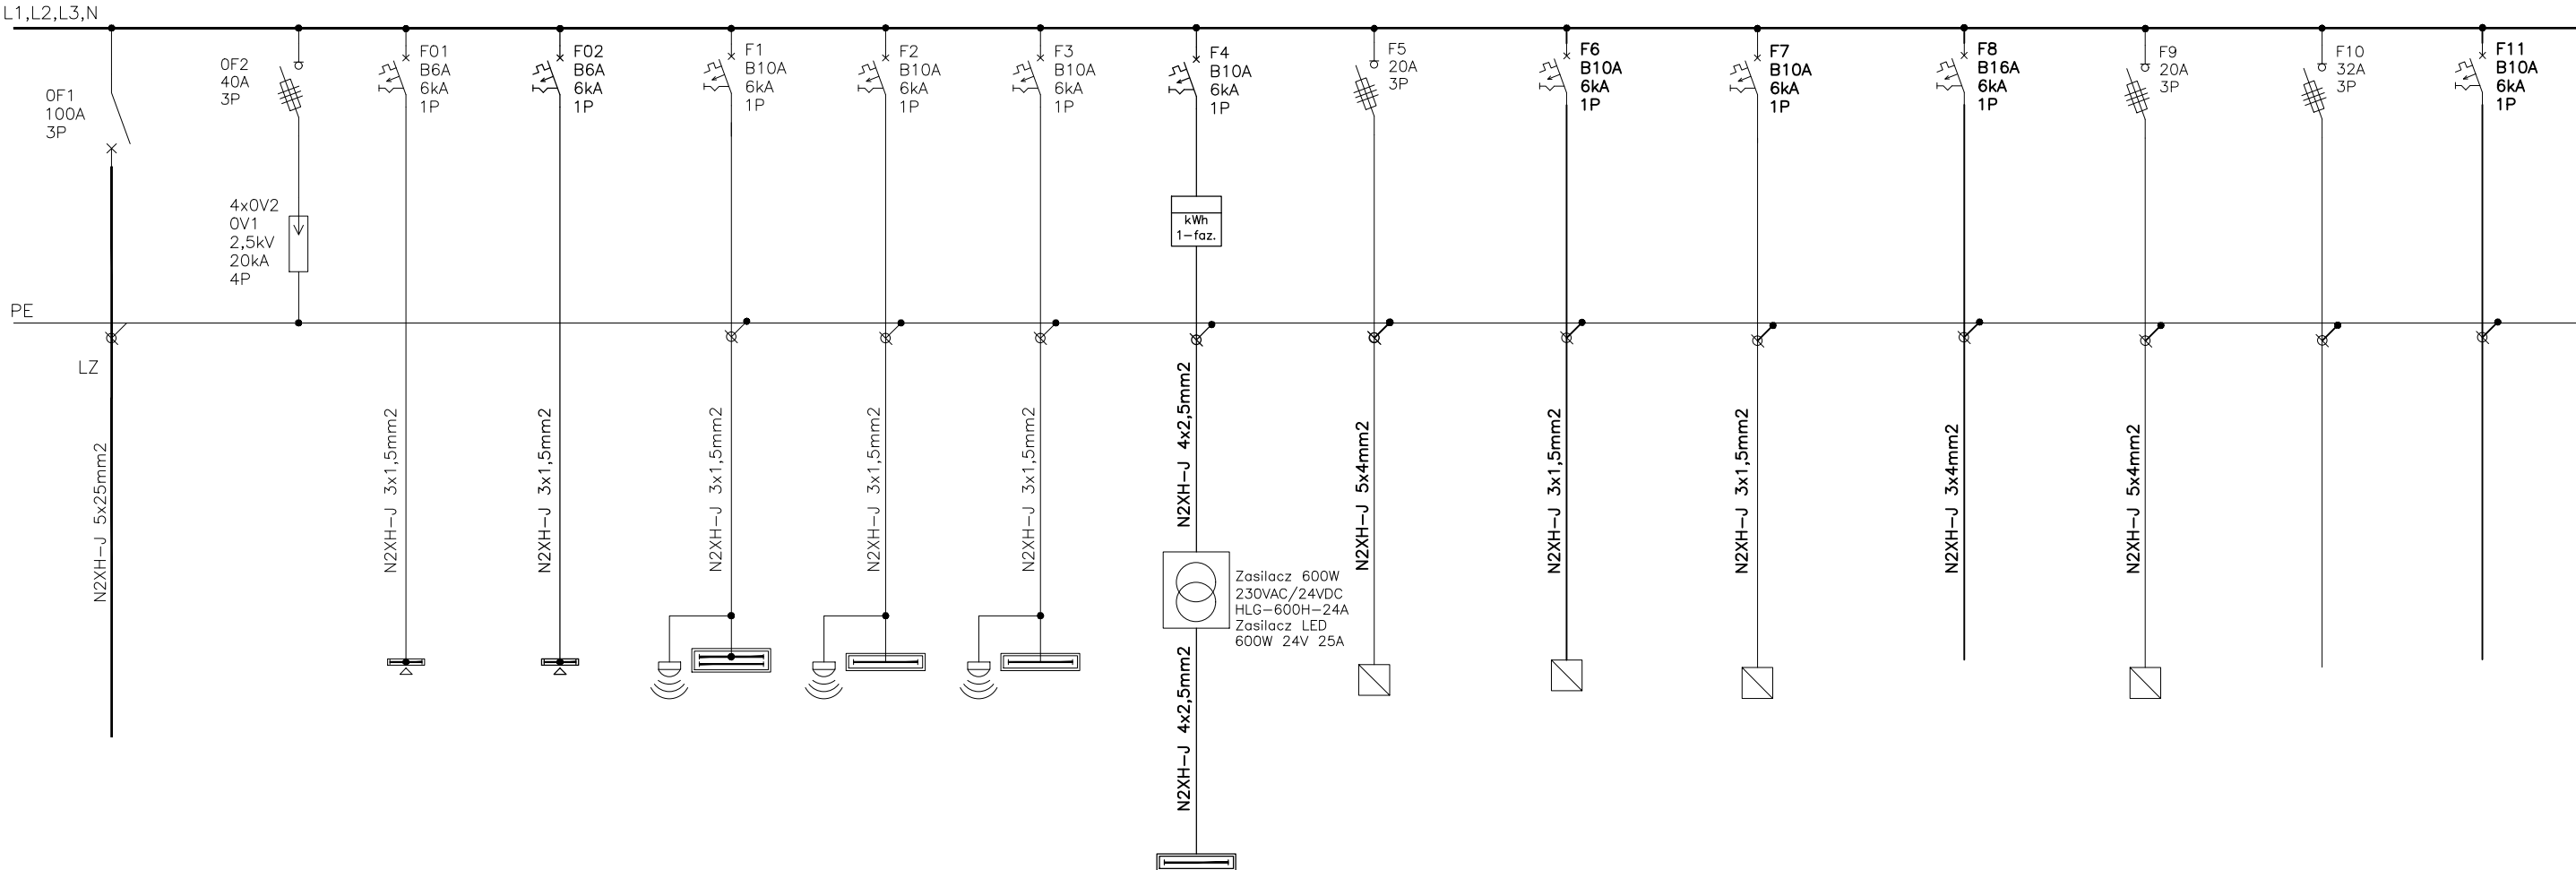 L1,L2,L3,N
0F1
100A
3P
0F2
40A
3P
4x0V2
0V1
2,5kV
20kA
4P
F01
B6A
6kA
1P
F02
B6A
6kA
1P
F1
B10A
6kA
1P
F2
B10A
6kA
1P
F3
B10A
6kA
1P
F4
B10A
6kA
1P
kWh
1-faz.
F5
20A
3P
F6
B10A
6kA
1P
F7
B10A
6kA
1P
F8
B16A
6kA
1P
F9
20A
3P
F10
32A
3P
F11
B10A
6kA
1P
PE
LZ
N2XH-J 5x25mm2
N2XH-J 3x1,5mm2
N2XH-J 3x1,5mm2
N2XH-J 3x1,5mm2
N2XH-J 3x1,5mm2
N2XH-J 3x1,5mm2
N2XH-J 4x2,5mm2
N2XH-J 5x4mm2
N2XH-J 3x1,5mm2
N2XH-J 3x1,5mm2
N2XH-J 3x4mm2
N2XH-J 5x4mm2
Zasilacz 600W
230VAC/24VDC
HLG-600H-24A
Zasilacz LED
600W 24V 25A
N2XH-J 4x2,5mm2